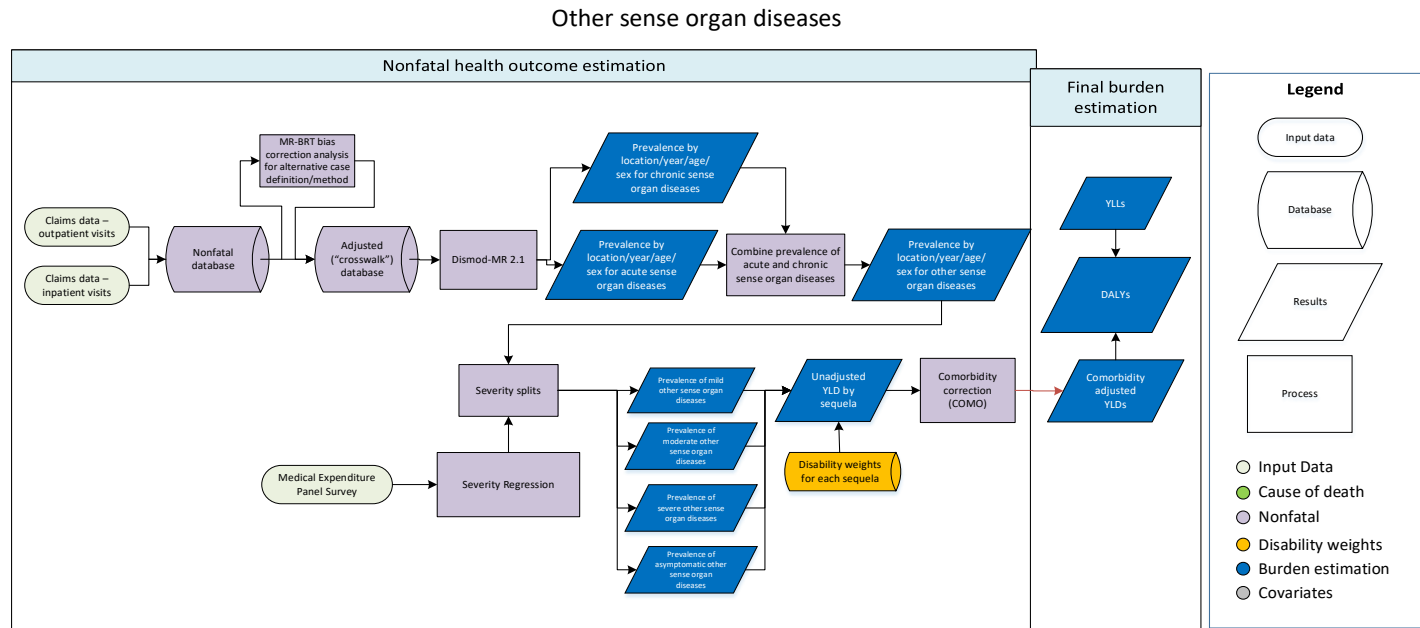 Other sense organ diseases
Nonfatal health outcome estimation
Final burden
estimation
Legend
Input data
Database
Results
Process
Input Data
Cause of death
Nonfatal
Disability weights
Burden estimation
Covariates
MR-BRT bias
correction analysis
for alternative case
definition/method
Claims data –
outpatient visits
Claims data –
inpatient visits
Nonfatal
database
Adjusted
(“crosswalk”)
database
Dismod-MR 2.1
Prevalence by
location/year/age/
sex for chronic sense
organ diseases
Prevalence by
location/year/age/
sex for acute sense
organ diseases
Combine prevalence of
acute and chronic
sense organ diseases
Prevalence by
location/year/age/
sex for other sense
organ diseases
YLLs
DALYs
Severity splits
Prevalence of mild
other sense organ
diseases
Prevalence of
moderate other
sense organ
diseases
Prevalence of
severe other sense
organ diseases
Prevalence of
asymptomatic other
sense organ
diseases
Unadjusted
YLD by
sequela
Comorbidity
correction
(COMO)
Comorbidity
adjusted
YLDs
Disability weights
for each sequela
Medical Expenditure
Panel Survey
Severity Regression